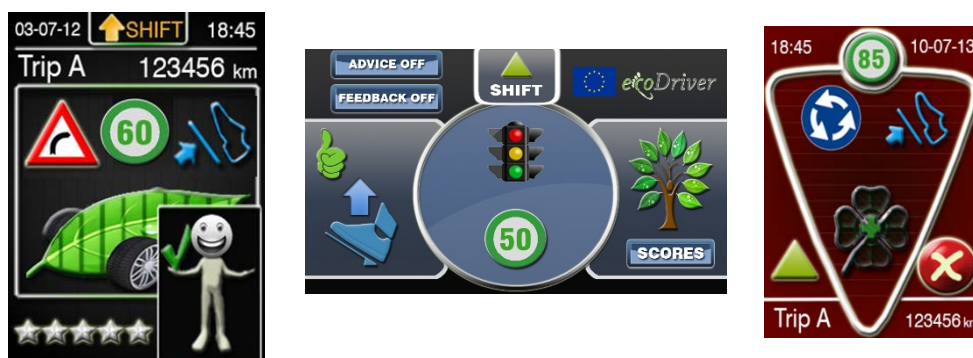 03-07-12 SHIFT 18:45
Trip A 123456 km
60
ADVICE OFF
FEEDBACK OFF
SHIFT
ecoDriver
50
SCORES
18:45 85 10-07-13
Trip A 123456 km